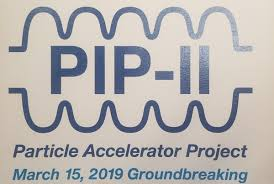 PIP-II
Particle Accelerator Project
March 15, 2019 Groundbreaking